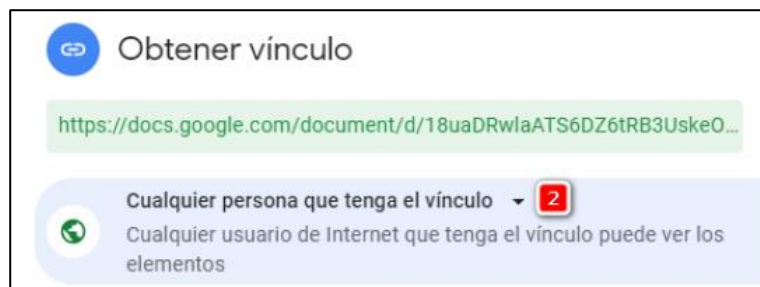 Obtener vínculo
https://docs.google.com/document/d/18uaDRwlaATS6DZ6tRB3UskeO...
Cualquier persona que tenga el vínculo 2
Cualquier usuario de Internet que tenga el vínculo puede ver los
elementos